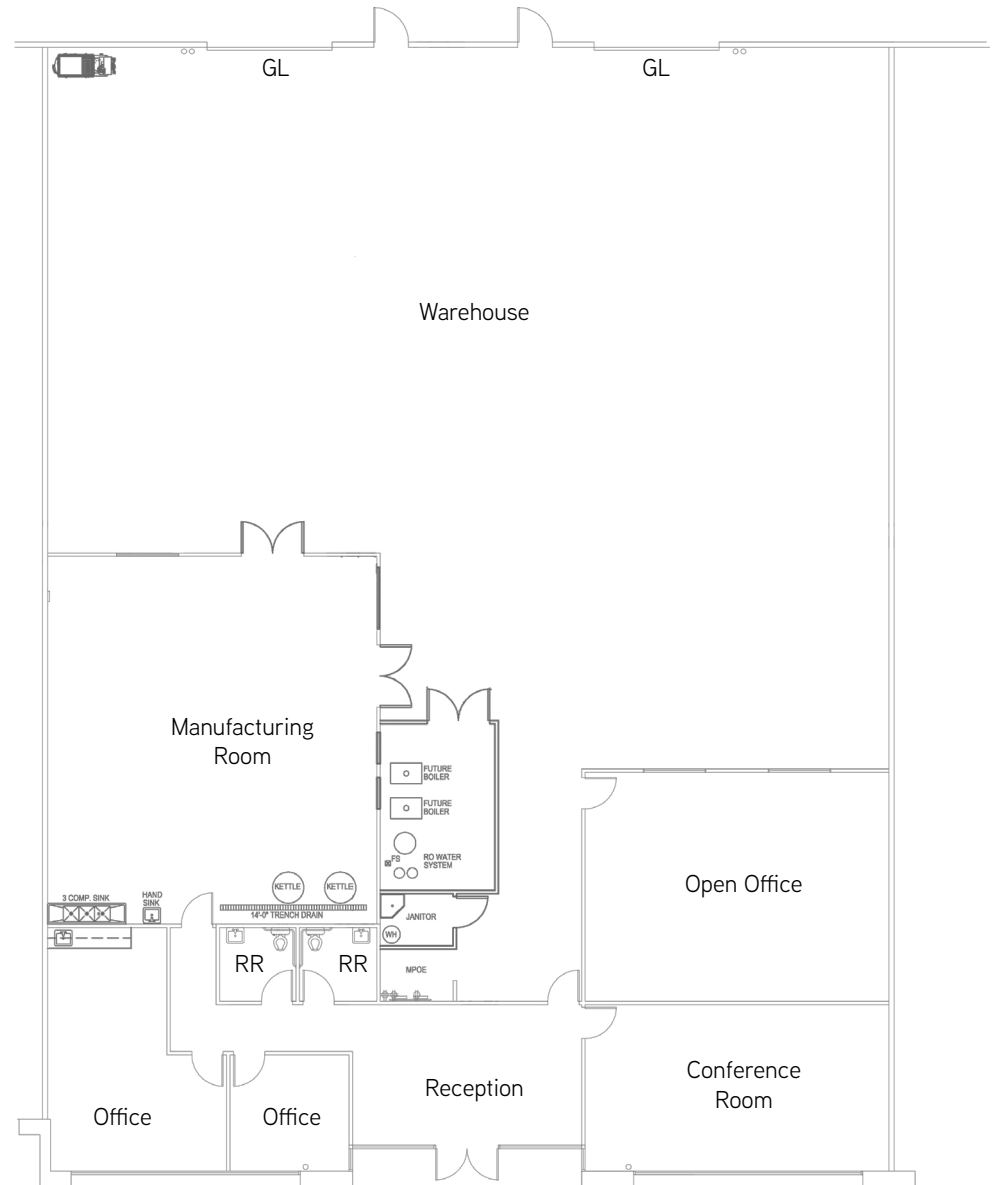 GL
GL
Warehouse
Manufacturing
Room
FUTURE
BOILER
FUTURE
BOILER
FS
RO WATER
SYSTEM
KETTLE
KETTLE
3 COMP. SINK
HAND
SINK
14'-0" TRENCH DRAIN
JANITOR
WH
Open Office
RR
RR
MPOE
Office
Office
Reception
Conference
Room